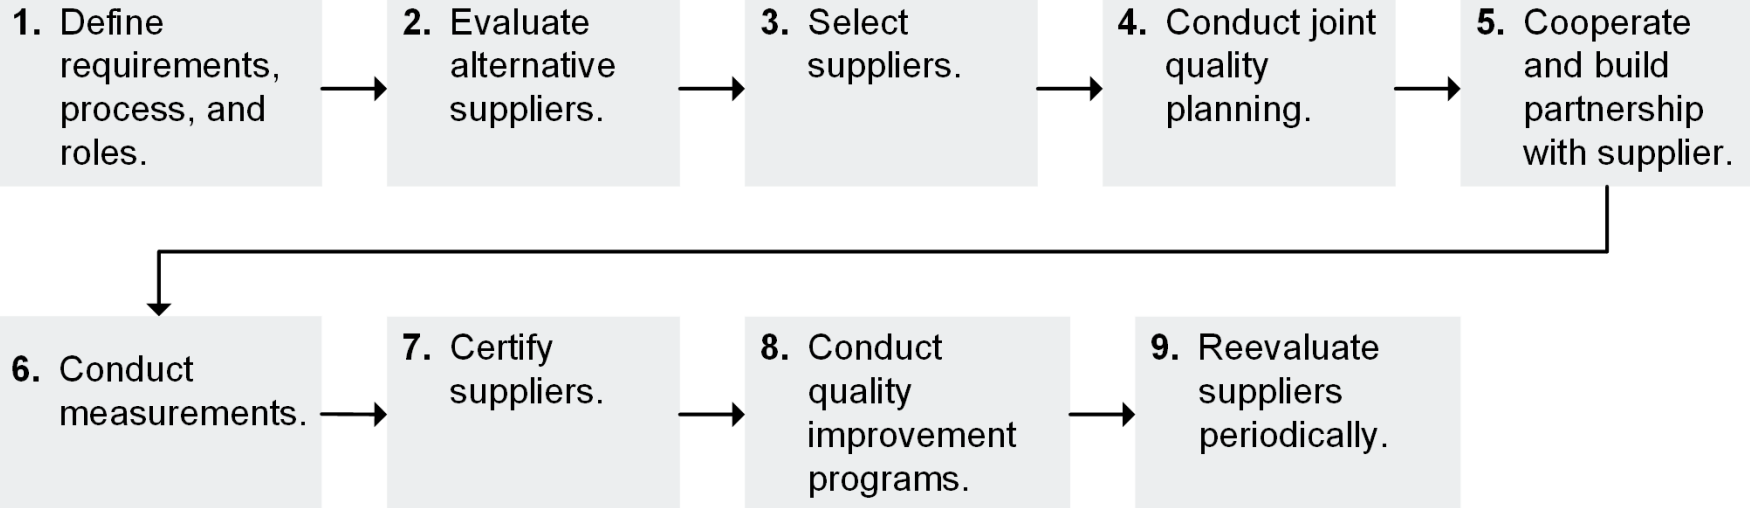 1. Define
requirements,
process, and
roles.
2. Evaluate
alternative
suppliers.
3. Select
suppliers.
4. Conduct joint
quality
planning.
5. Cooperate
and build
partnership
with supplier.
6. Conduct
measurements.
7. Certify
suppliers.
8. Conduct
quality
improvement
programs.
9. Reevaluate
suppliers
periodically.